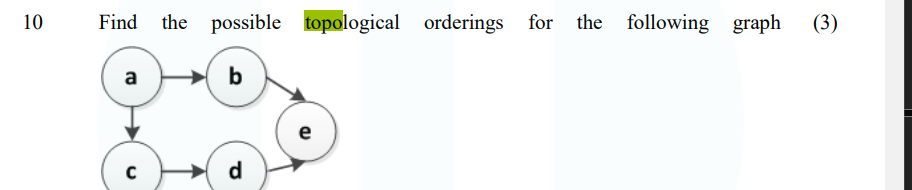 10 Find the possible topological orderings for the following graph (3)
a b
e
c d